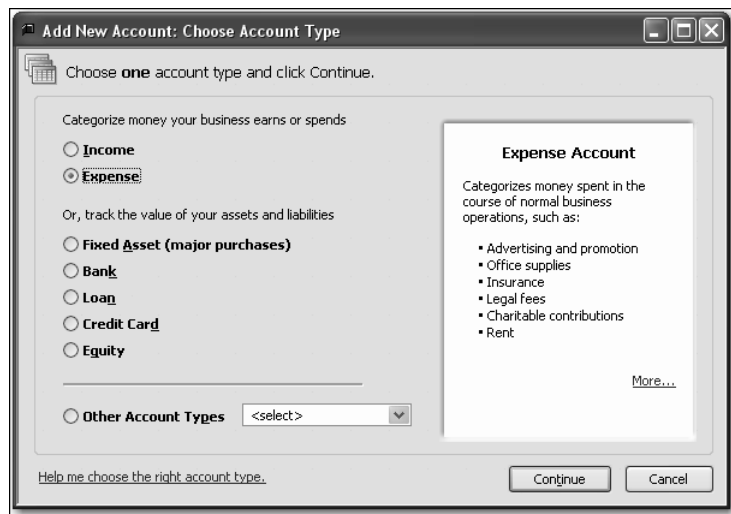 Add New Account: Choose Account Type
Choose one account type and click Continue.
Categorize money your business earns or spends
Income
Expense
Or, track the value of your assets and liabilities
Fixed Asset (major purchases)
Bank
Loan
Credit Card
Equity
Other Account Types <select>
Expense Account
Categorizes money spent in the
course of normal business
operations, such as:
▪ Advertising and promotion
▪ Office supplies
▪ Insurance
▪ Legal fees
▪ Charitable contributions
▪ Rent
More...
Help me choose the right account type.
Continue
Cancel